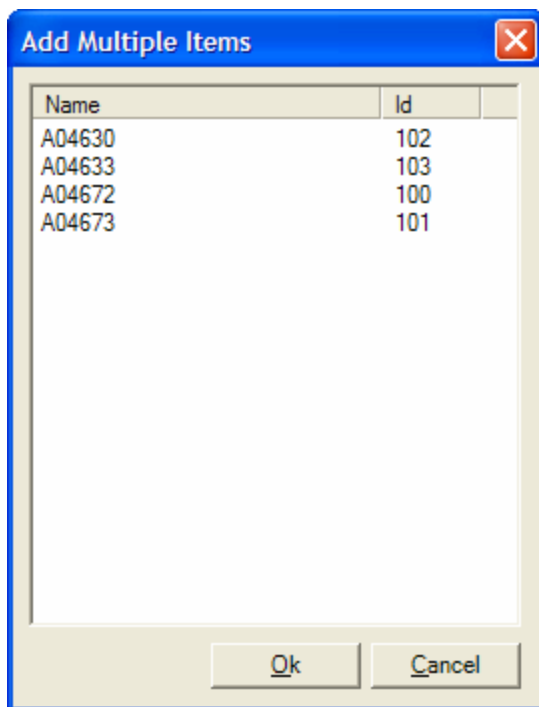 Add Multiple Items
Name Id
A04630 102
A04633 103
A04672 100
A04673 101
Ok Cancel